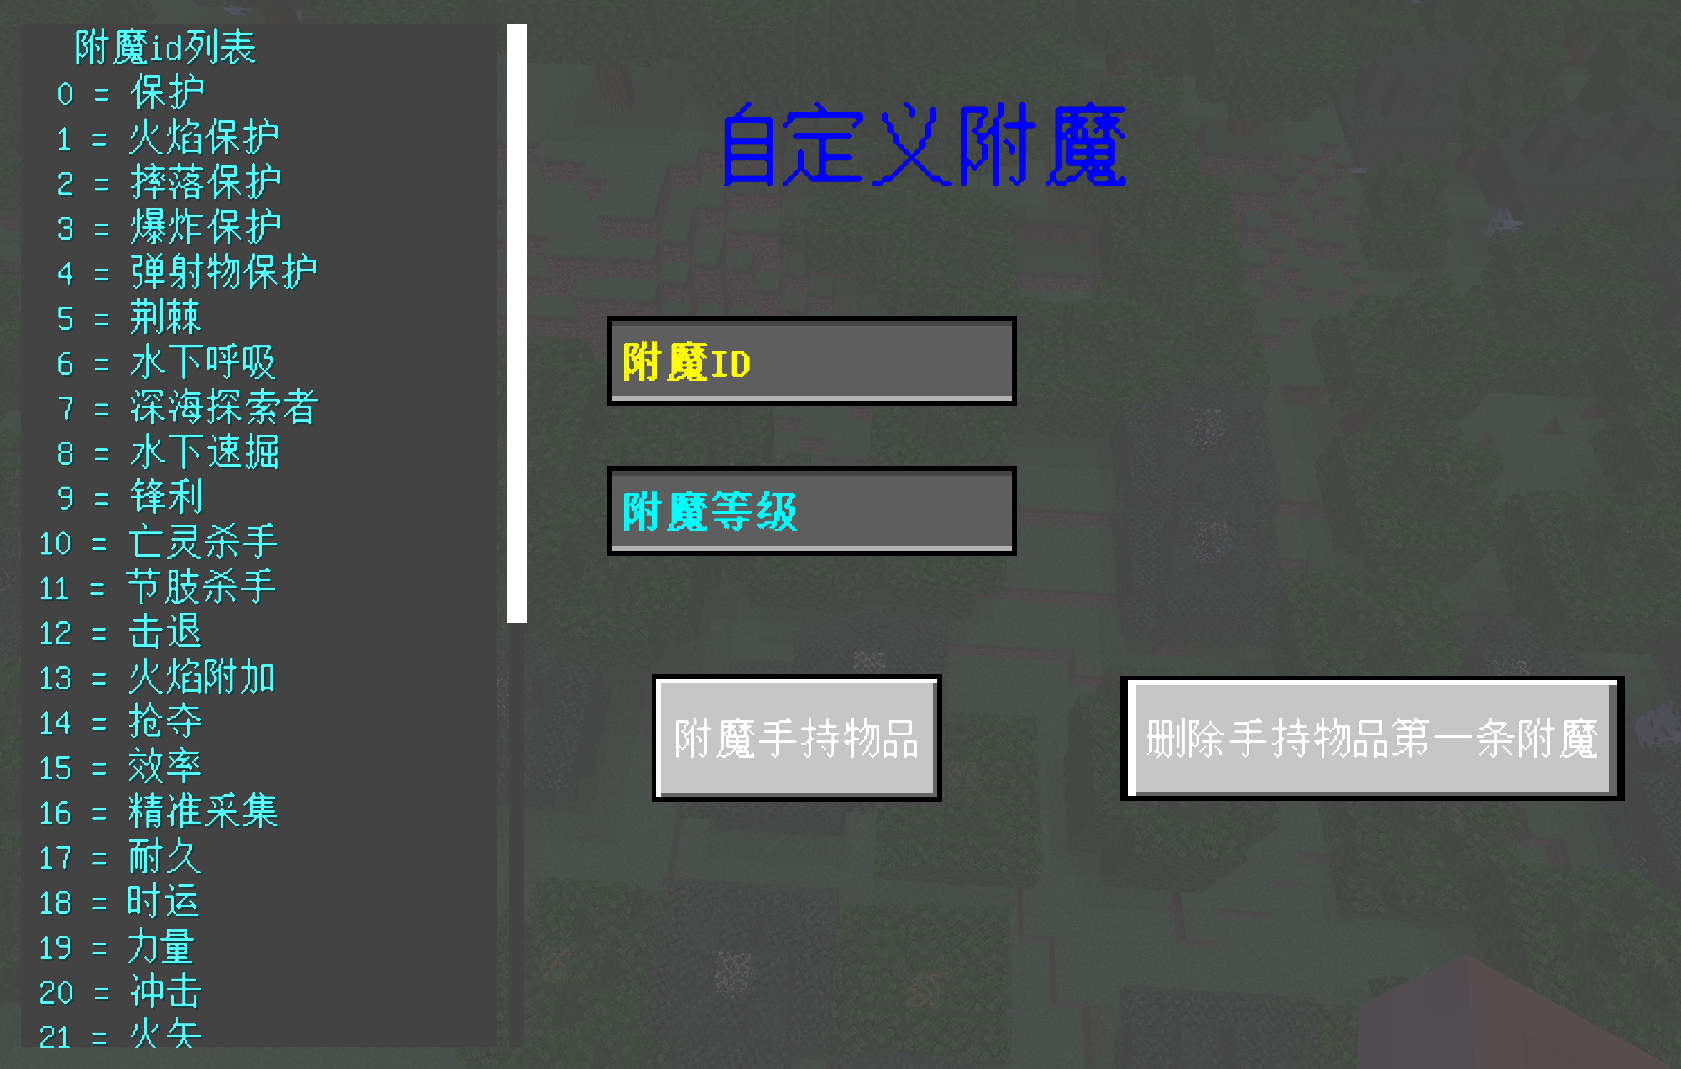 附魔id列表
0 = 保护
1 = 火焰保护
2 = 摔落保护
3 = 爆炸保护
4 = 弹射物保护
5 = 荆棘
6 = 水下呼吸
7 = 深海探索者
8 = 水下速掘
9 = 锋利
10 = 亡灵杀手
11 = 节肢杀手
12 = 击退
13 = 火焰附加
14 = 抢夺
15 = 效率
16 = 精准采集
17 = 耐久
18 = 时运
19 = 力量
20 = 冲击
21 = 火矢
自定义附魔
附魔ID
附魔等级
附魔手持物品
删除手持物品第一条附魔